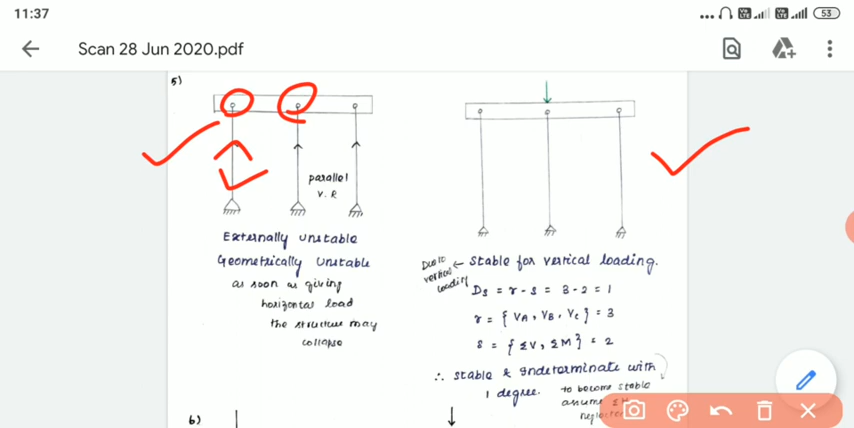 11:37
53
Scan 28 Jun 2020.pdf
5)
parallel
V.R
Externally Unstable
Geometrically Unstable
as soon as giving
horizontal load
the structure may
collapse
Due to vertical loading ← Stable for vertical loading.
Ds = r - s = 3 - 2 = 1
r = { VA, VB, VC } = 3
s = { ΣV, ΣM } = 2
∴ Stable & Indeterminate with
1 degree.
to become stable
assume
6)